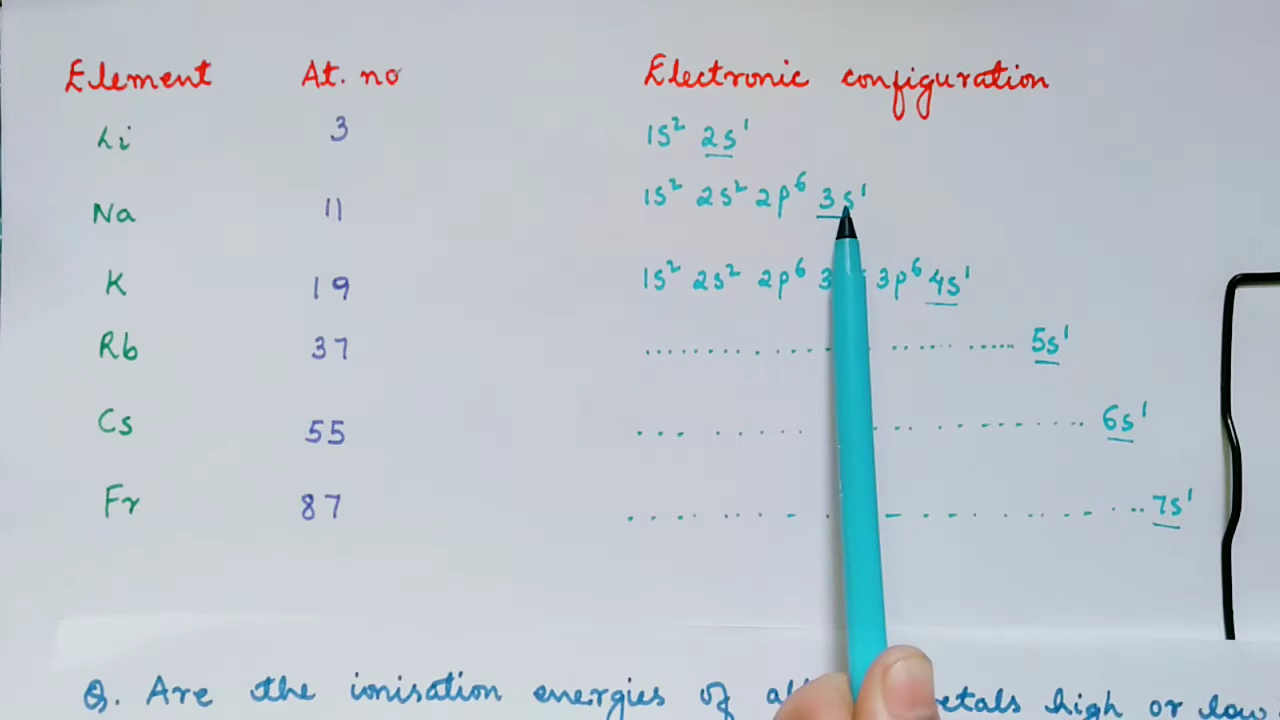 Element At. no Electronic configuration
Li 3 1s² 2s¹
Na 11 1s² 2s² 2p⁶ 3s¹
K 19 1s² 2s² 2p⁶ 3 3p⁶ 4s¹
Rb 37 ........................ 5s¹
Cs 55 ........................ 6s¹
Fr 87 ........................ 7s¹
Q. Are the ionisation energies of high or low